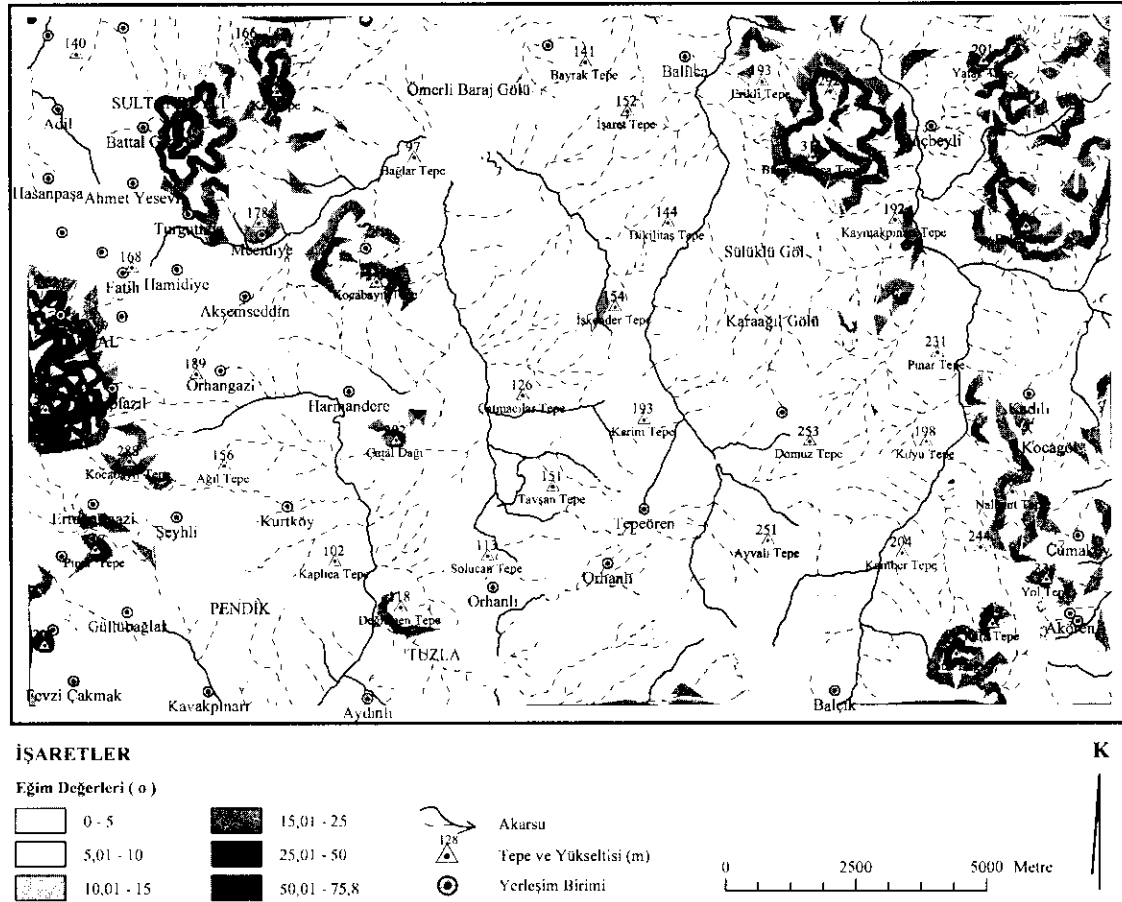 140
166
141
Bayrak Tepe
Ballıca
193
Erikli Tepe
201
Ömerli Baraj Gölü
152
İşaret Tepe
Adil
Battal
97
Bağlar Tepe
Hasanpaşa
Ahmet Yesevi
178
Mecidiye
144
Dikilitaş Tepe
192
Kaymakpınarı Tepe
Sülüklü Göl
168
Fatih
Hamidiye
Kocabayır Tepe
Akşemseddin
154
İskender Tepe
Karaağıl Gölü
231
Pınar Tepe
189
Orhangazi
Harmandere
126
Çatmacılar Tepe
193
Karim Tepe
Kadılı
Çatal Dağı
253
Domuz Tepe
198
Kuyu Tepe
Kocagöl
Kocabayır Tepe
156
Ağıl Tepe
151
Tavşan Tepe
Ertuğrulgazi
Şeyhli
Kurtköy
Tepeören
251
Ayvalı Tepe
204
Kamber Tepe
244
Cumaköy
102
Kaplıca Tepe
113
Solucan Tepe
Orhanlı
Orhanlı
Yol Tepe
PENDİK
118
Değirmen Tepe
Güllübağlar
TUZLA
Akören
Fevzi Çakmak
Kavakpınarı
Aydınlı
Balçık
İŞARETLER
K
Eğim Değerleri ( o )
0 - 5
15,01 - 25
Akarsu
5,01 - 10
25,01 - 50
128
Tepe ve Yükseltisi (m)
10,01 - 15
50,01 - 75,8
Yerleşim Birimi
0 2500 5000 Metre